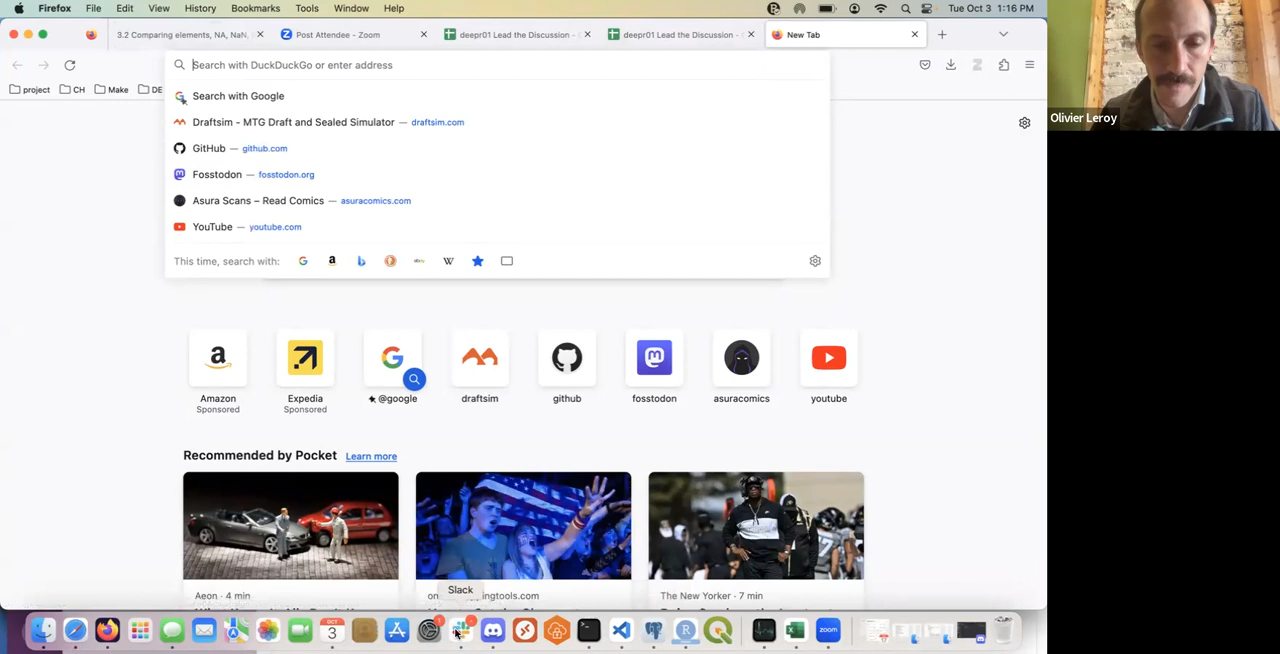 Firefox File Edit View History Bookmarks Tools Window Help Tue Oct 3 1:16 PM
3.2 Comparing elements, NA, NaN, Post Attendee - Zoom deepr01 Lead the Discussion - deepr01 Lead the Discussion - New Tab
Search with DuckDuckGo or enter address
project CH Make DE
Search with Google
Draftsim - MTG Draft and Sealed Simulator — draftsim.com
GitHub — github.com
Fosstodon — fosstodon.org
Asura Scans – Read Comics — asuracomics.com
YouTube — youtube.com
This time, search with:
Olivier Leroy
Amazon Expedia @google draftsim github fosstodon asuracomics youtube
Sponsored Sponsored
Recommended by Pocket Learn more
Aeon · 4 min The New Yorker · 7 min
Slack
OCT
3
zoom